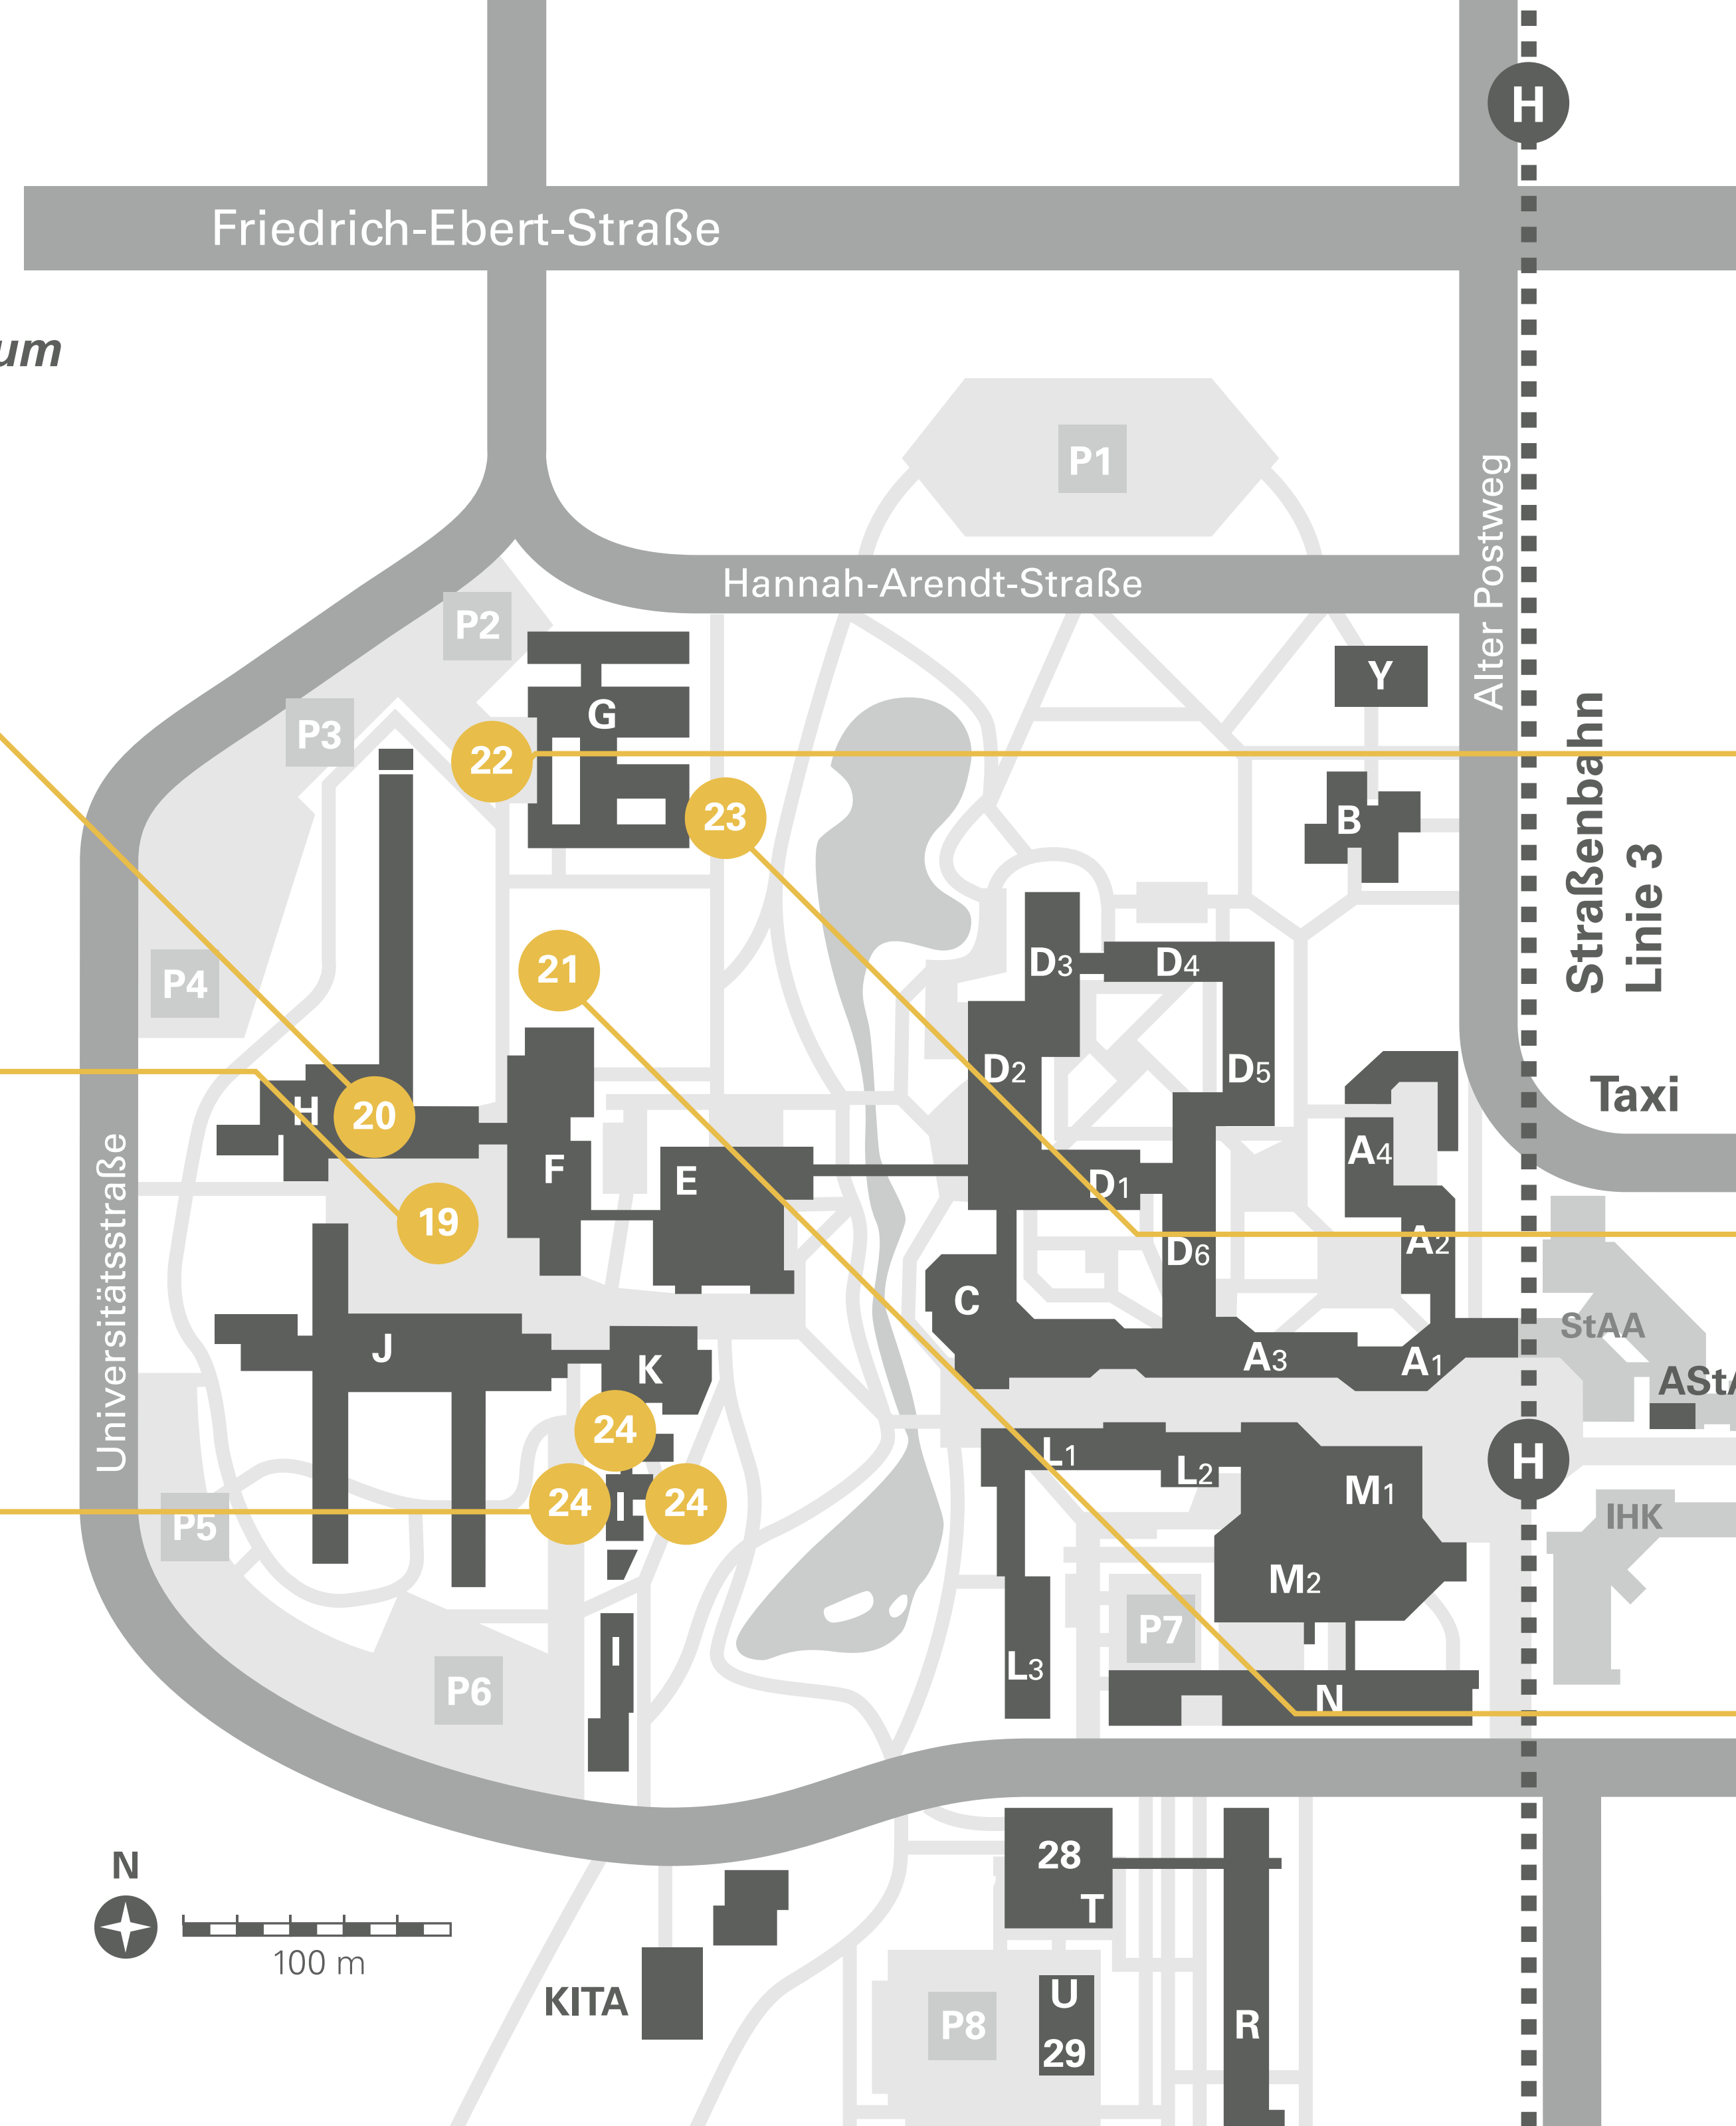 H
Friedrich-Ebert-Straße
um
P1
Alter Postweg
Hannah-Arendt-Straße
P2
Y
G
P3
22
23
B
Straßenbahn
Linie 3
21
D3
D4
P4
D2
D5
Taxi
H
20
A4
F
E
D1
Universitätsstraße
19
D6
A2
C
StAA
J
K
A3
A1
AStA
24
L1
H
L2
M1
24
I
24
P5
IHK
M2
P7
I
L3
P6
N
28
N
T
100 m
KITA
U
P8
R
29